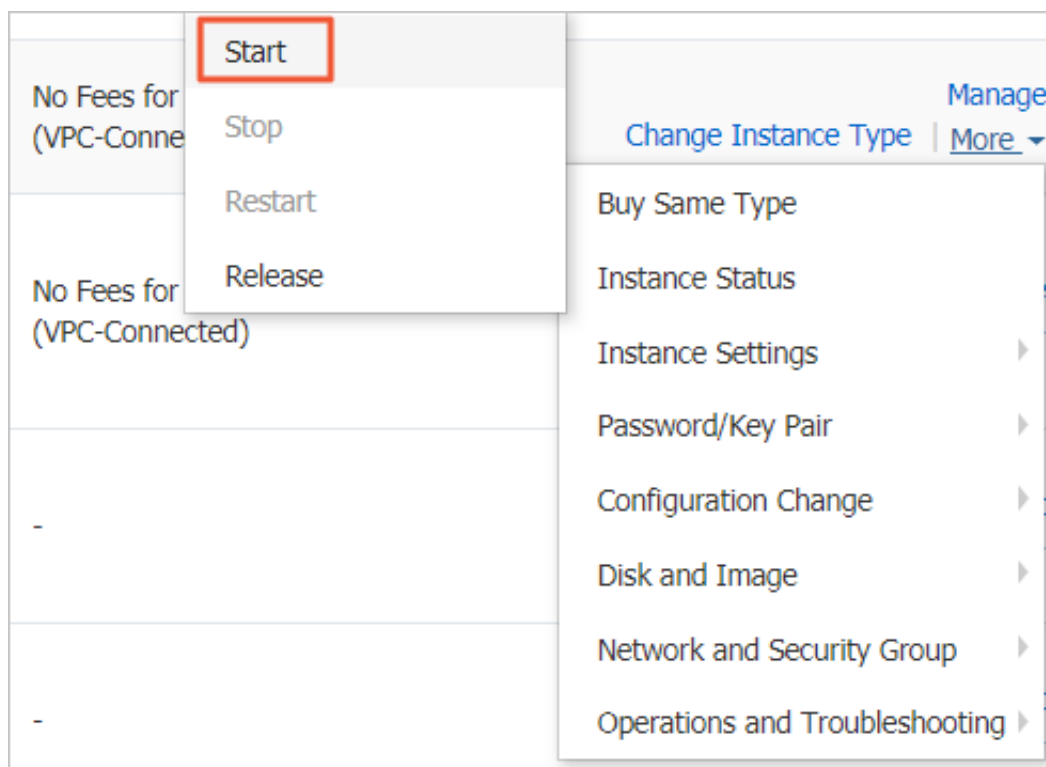 Start
Stop
Restart
Release
No Fees for
(VPC-Conne
Manage
Change Instance Type | More
No Fees for
(VPC-Connected)
-
-
Buy Same Type
Instance Status
Instance Settings
Password/Key Pair
Configuration Change
Disk and Image
Network and Security Group
Operations and Troubleshooting